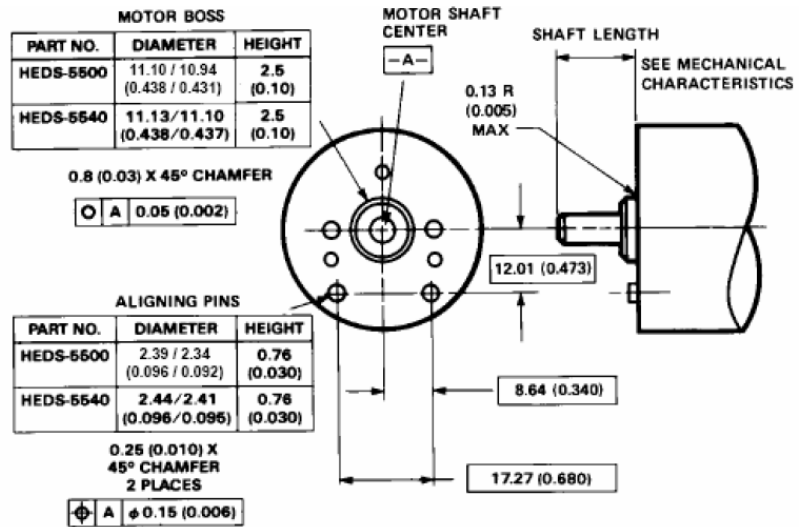 MOTOR BOSS
PART NO. DIAMETER HEIGHT
HEDS-5500 11.10 / 10.94 2.5
(0.438 / 0.431) (0.10)
HEDS-5540 11.13/11.10 2.5
(0.438/0.437) (0.10)
0.8 (0.03) X 45° CHAMFER
○ A 0.05 (0.002)
MOTOR SHAFT
CENTER
–A–
SHAFT LENGTH
SEE MECHANICAL
CHARACTERISTICS
0.13 R
(0.005)
MAX
12.01 (0.473)
ALIGNING PINS
PART NO. DIAMETER HEIGHT
HEDS-5500 2.39 / 2.34 0.76
(0.096 / 0.092) (0.030)
HEDS-5540 2.44/2.41 0.76
(0.096/0.095) (0.030)
0.25 (0.010) X
45° CHAMFER
2 PLACES
⌖ A ϕ 0.15 (0.006)
8.64 (0.340)
17.27 (0.680)